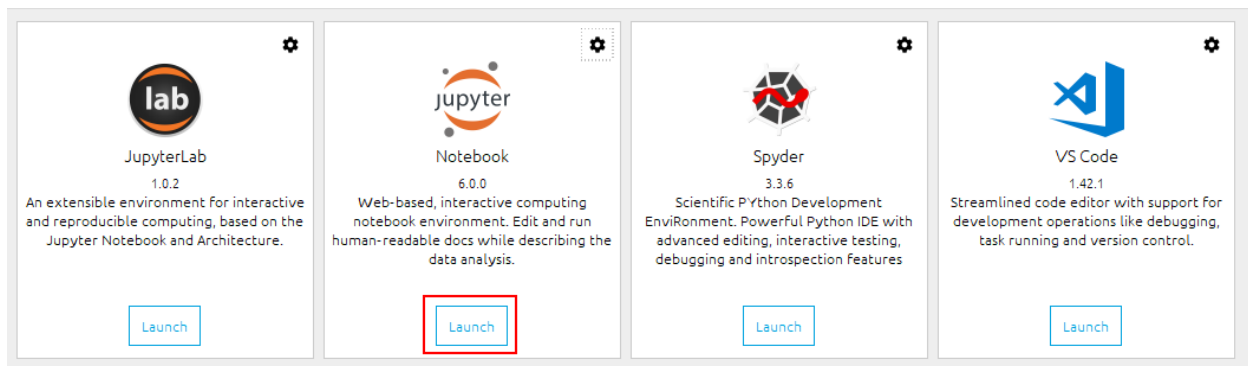 lab
JupyterLab
1.0.2
An extensible environment for interactive
and reproducible computing, based on the
Jupyter Notebook and Architecture.
Launch
jupyter
Notebook
6.0.0
Web-based, interactive computing
notebook environment. Edit and run
human-readable docs while describing the
data analysis.
Launch
Spyder
3.3.6
Scientific PYthon Development
EnviRonment. Powerful Python IDE with
advanced editing, interactive testing,
debugging and introspection features
Launch
VS Code
1.42.1
Streamlined code editor with support for
development operations like debugging,
task running and version control.
Launch